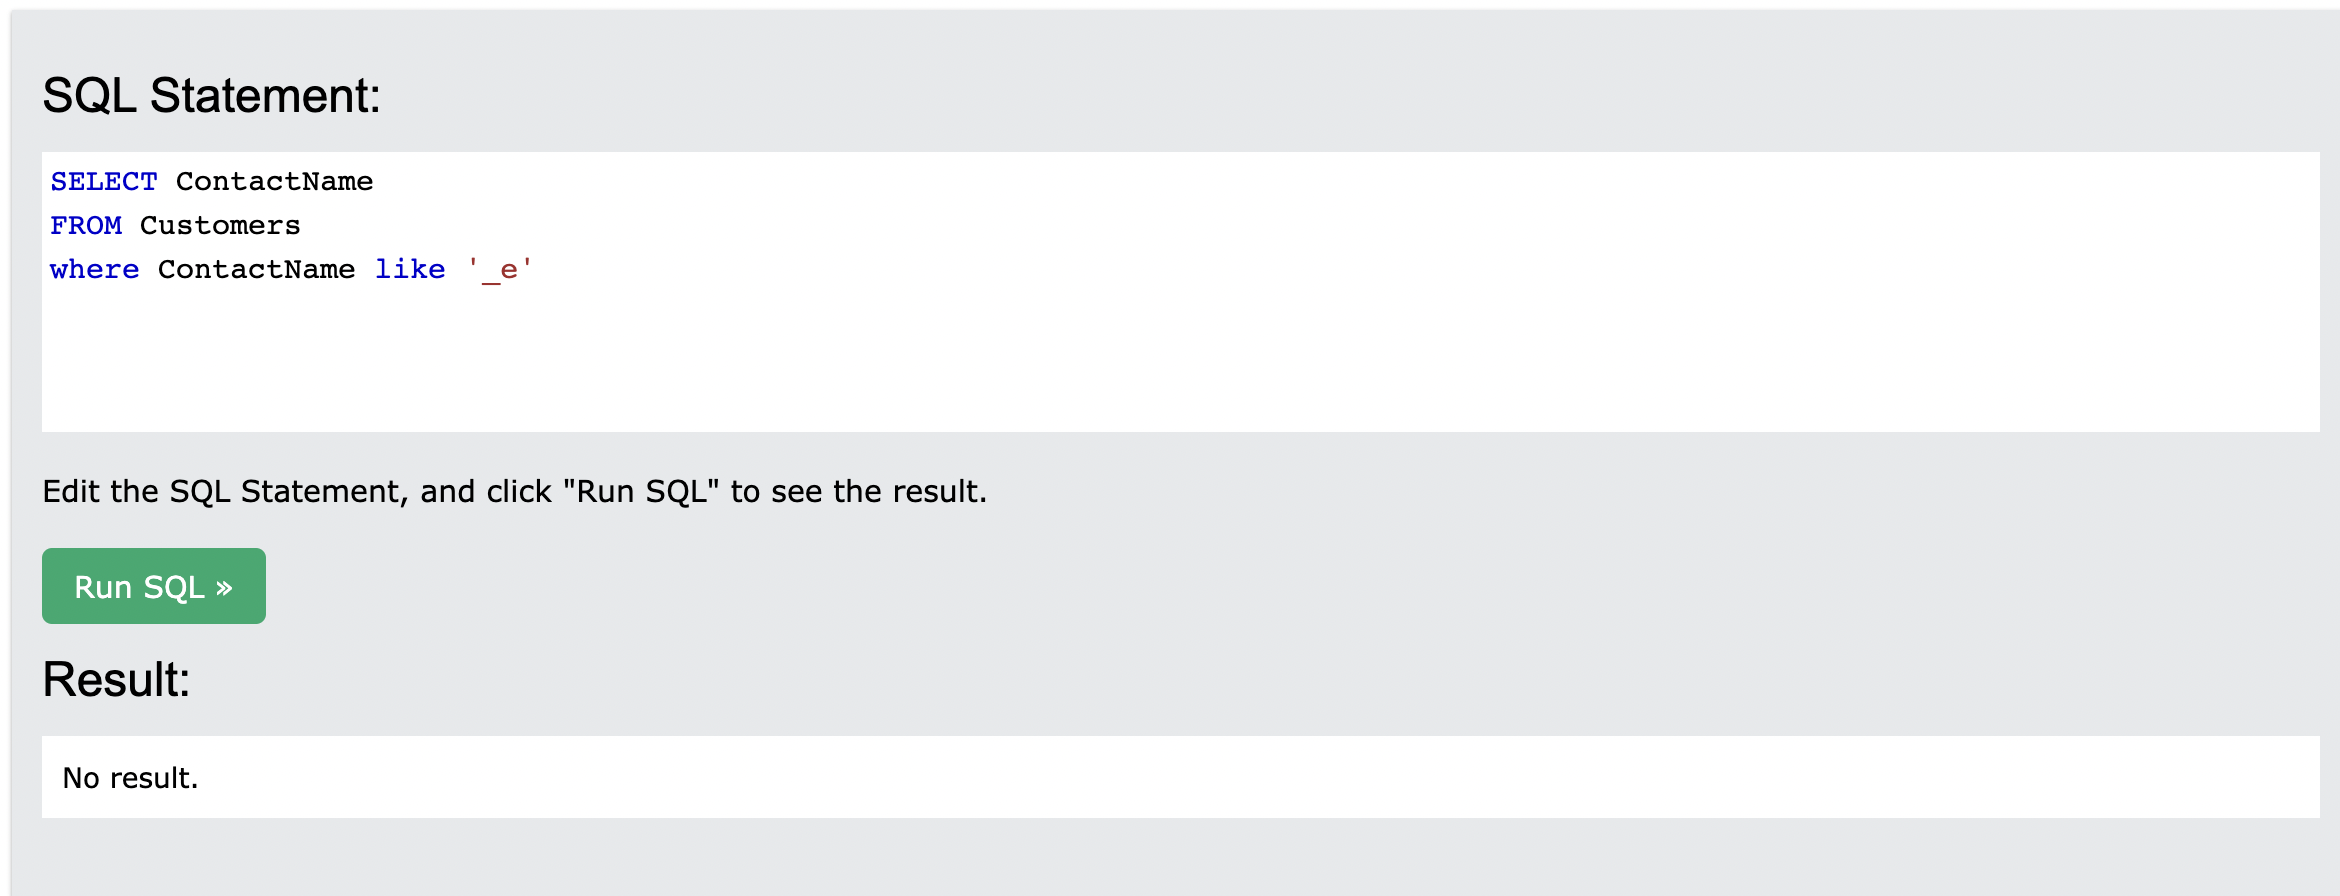 SQL Statement:
SELECT ContactName
FROM Customers
where ContactName like '_e'
Edit the SQL Statement, and click "Run SQL" to see the result.
Run SQL »
Result:
No result.